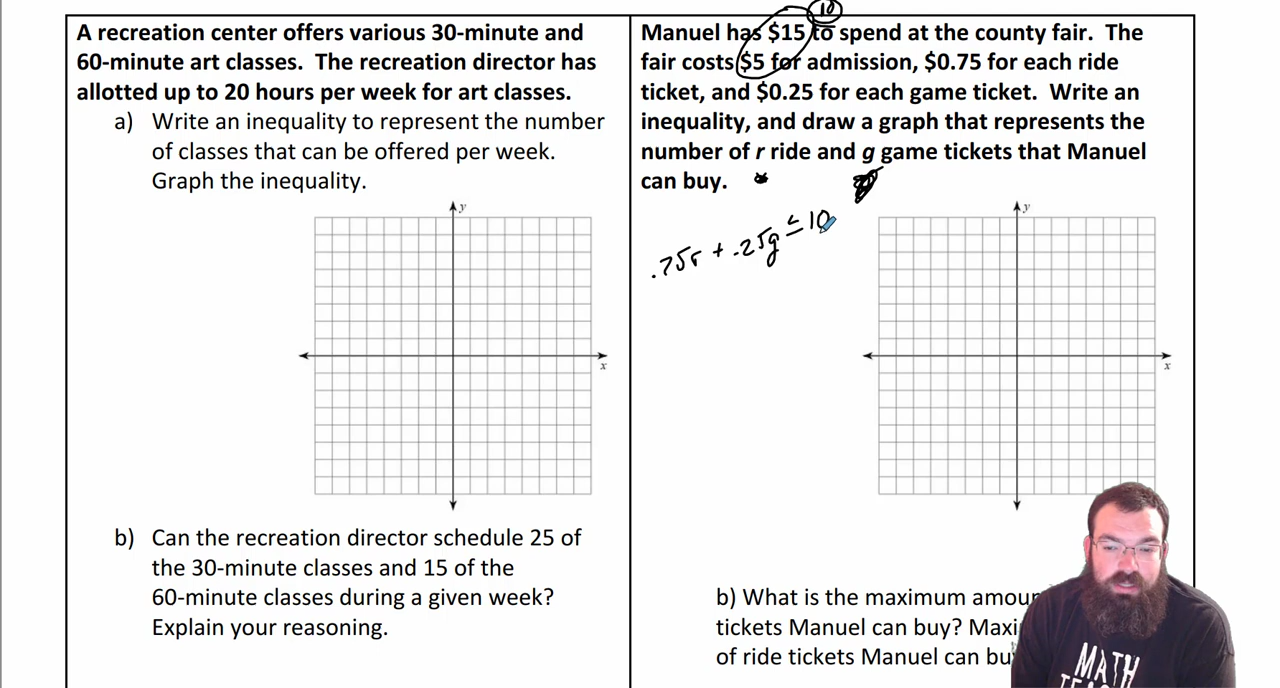 A recreation center offers various 30-minute and
60-minute art classes. The recreation director has
allotted up to 20 hours per week for art classes.
a) Write an inequality to represent the number
of classes that can be offered per week.
Graph the inequality.
y
x
b) Can the recreation director schedule 25 of
the 30-minute classes and 15 of the
60-minute classes during a given week?
Explain your reasoning.
10
Manuel has $15 to spend at the county fair. The
fair costs $5 for admission, $0.75 for each ride
ticket, and $0.25 for each game ticket. Write an
inequality, and draw a graph that represents the
number of r ride and g game tickets that Manuel
can buy.
.75r + .25g ≤ 10
y
x
b) What is the maximum
tickets Manuel can buy?
of ride tickets Manuel can
MATH